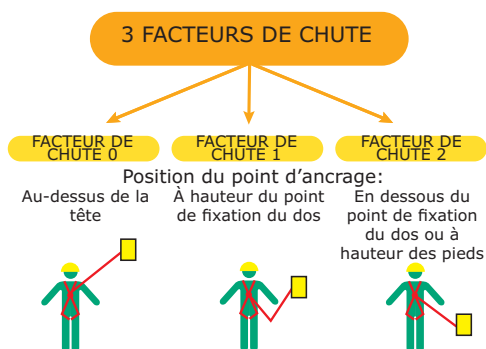 3 FACTEURS DE CHUTE
FACTEUR DE
CHUTE 0
FACTEUR DE
CHUTE 1
FACTEUR DE
CHUTE 2
Position du point d’ancrage:
Au-dessus de la
tête
À hauteur du point
de fixation du dos
En dessous du
point de fixation
du dos ou à
hauteur des pieds